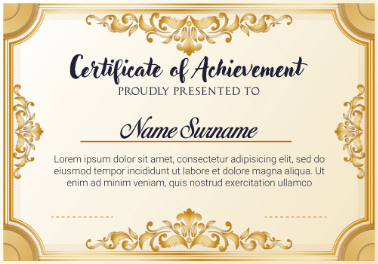 Certificate of Achievement
PROUDLY PRESENTED TO
Name Surname
Lorem ipsum dolor sit amet, consectetur adipisicing elit, sed do
eiusmod tempor incididunt ut labore et dolore magna aliqua. Ut
enim ad minim veniam, quis nostrud exercitation ullamco